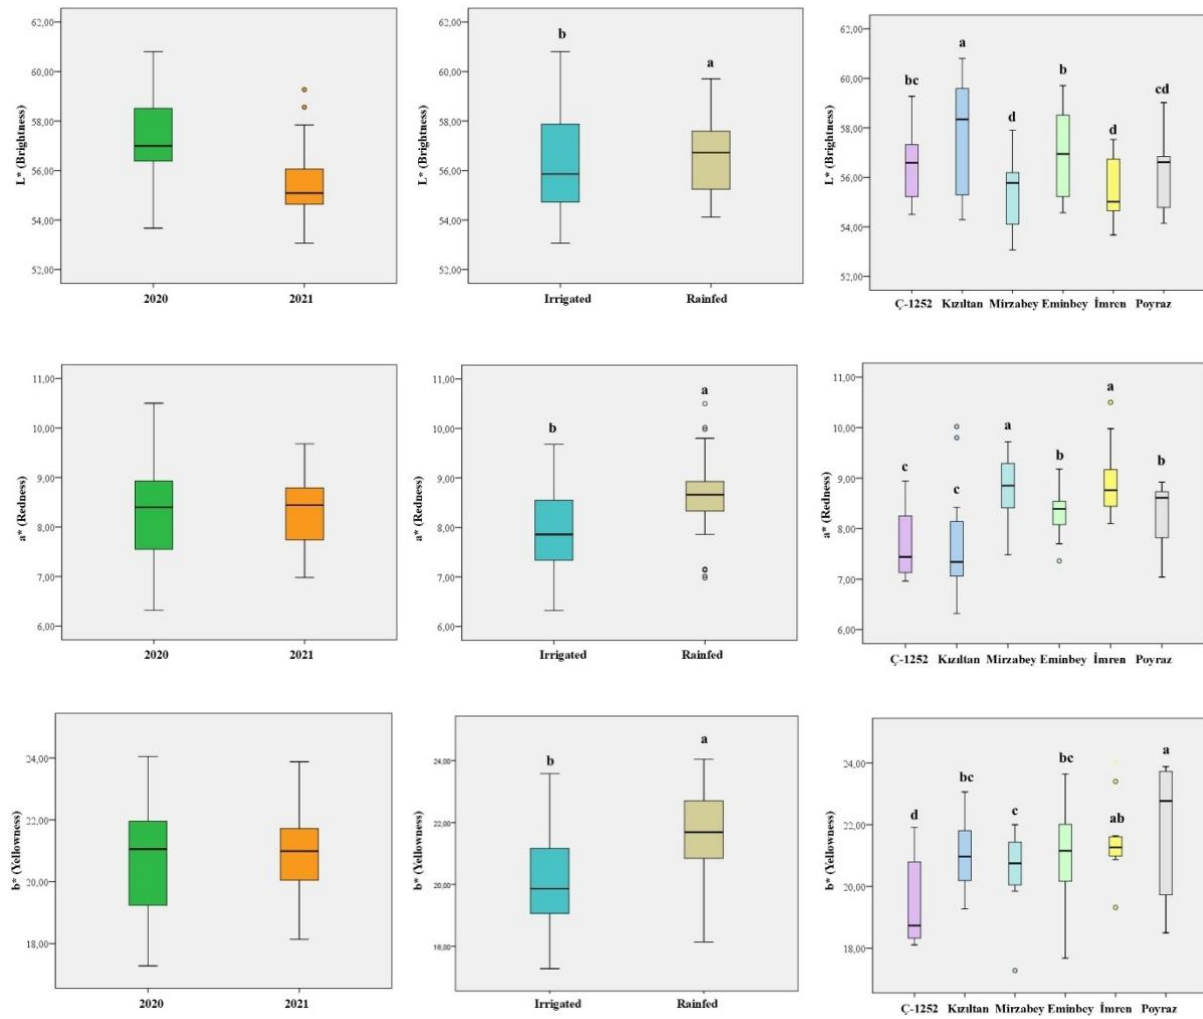 62,00
60,00
58,00
56,00
54,00
52,00
L* (Brightness)
2020 2021
62,00
60,00
58,00
56,00
54,00
52,00
L* (Brightness)
b a
Irrigated Rainfed
62,00
60,00
58,00
56,00
54,00
52,00
L* (Brightness)
bc a d b d cd
Ç-1252 Kızıltan Mirzabey Eminbey İmren Poyraz
11,00
10,00
9,00
8,00
7,00
6,00
a* (Redness)
2020 2021
11,00
10,00
9,00
8,00
7,00
6,00
a* (Redness)
b a
Irrigated Rainfed
11,00
10,00
9,00
8,00
7,00
6,00
a* (Redness)
c c a b a b
Ç-1252 Kızıltan Mirzabey Eminbey İmren Poyraz
24,00
22,00
20,00
18,00
b* (Yellowness)
2020 2021
24,00
22,00
20,00
18,00
b* (Yellowness)
b a
Irrigated Rainfed
24,00
22,00
20,00
18,00
b* (Yellowness)
d bc c bc ab a
Ç-1252 Kızıltan Mirzabey Eminbey İmren Poyraz